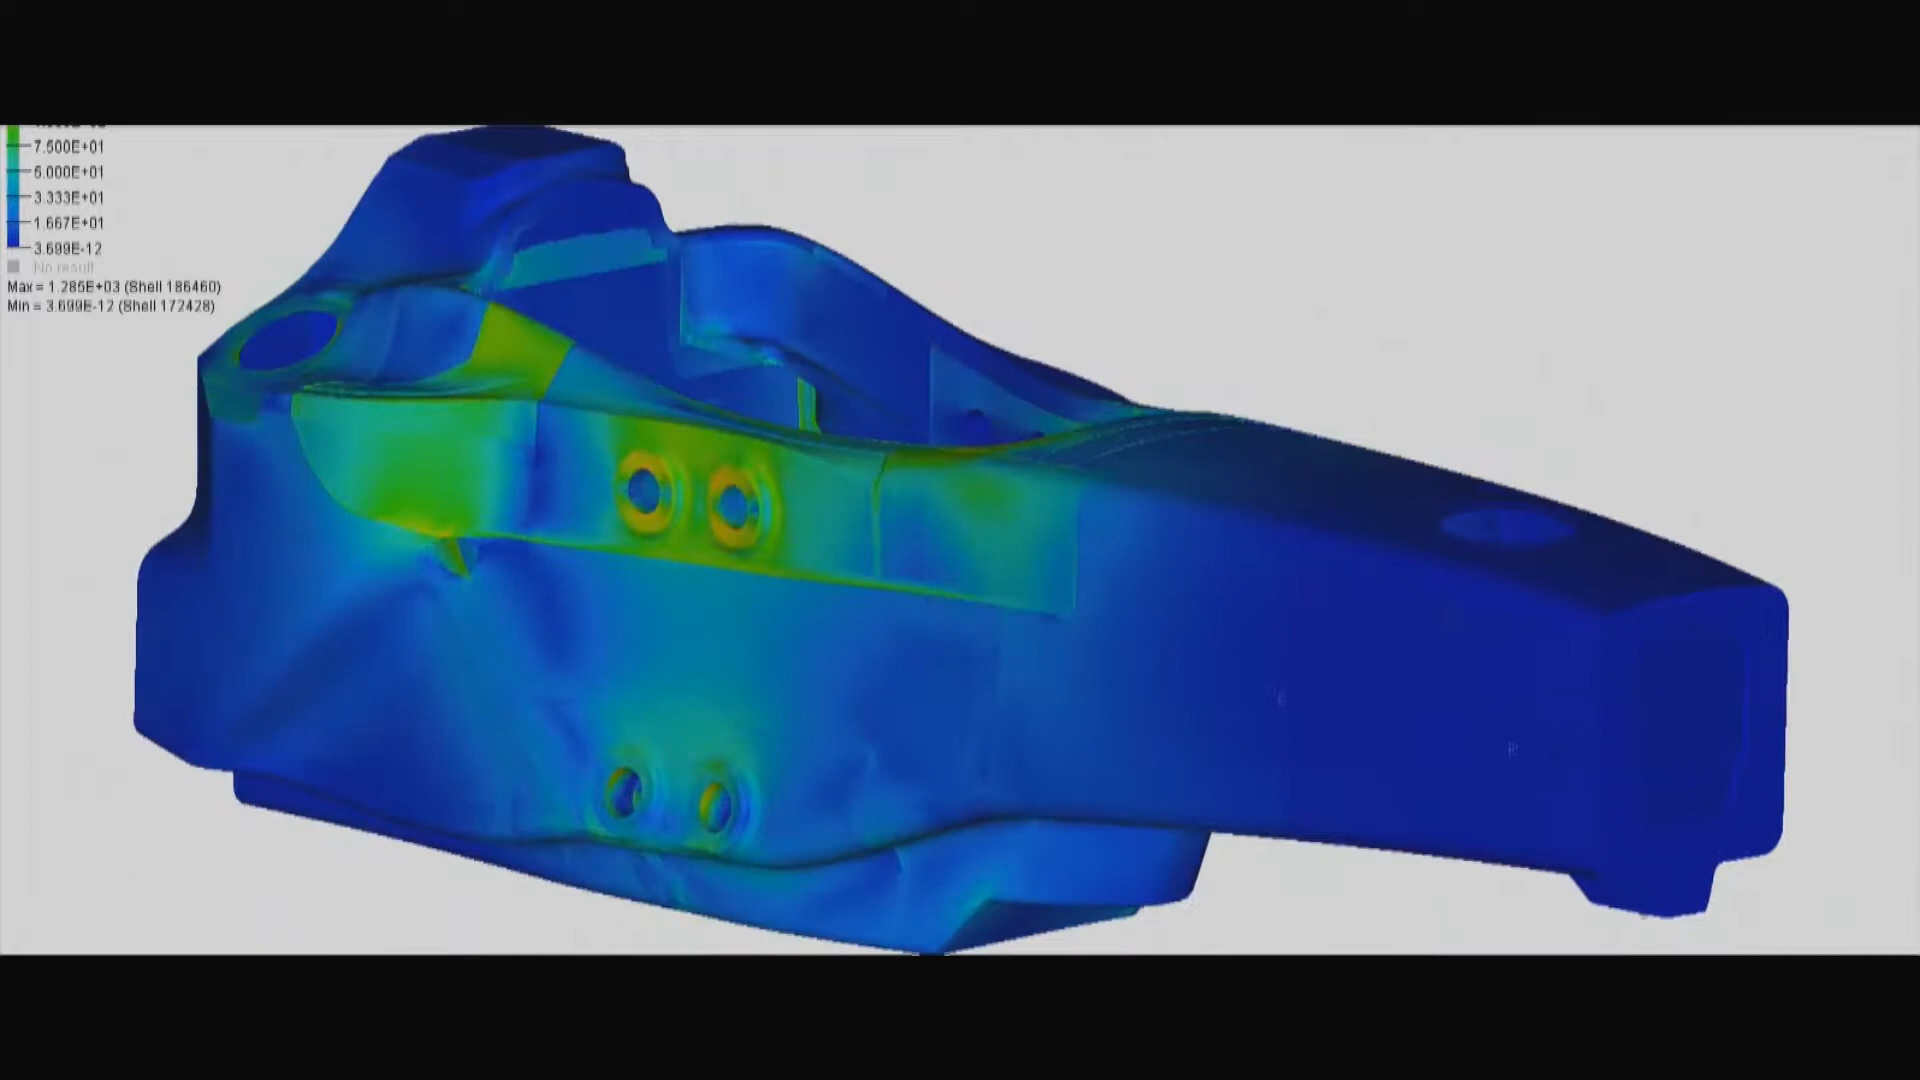 7.500E+01
5.000E+01
3.333E+01
1.667E+01
3.699E-12
No result
Max = 1.285E+03 (Shell 186460)
Min = 3.699E-12 (Shell 172428)